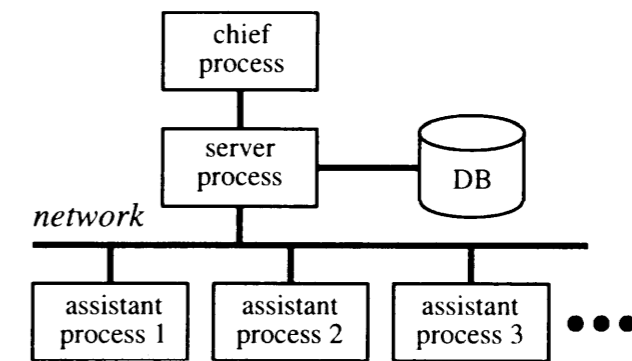 chief
process
server
process
DB
network
assistant
process 1
assistant
process 2
assistant
process 3